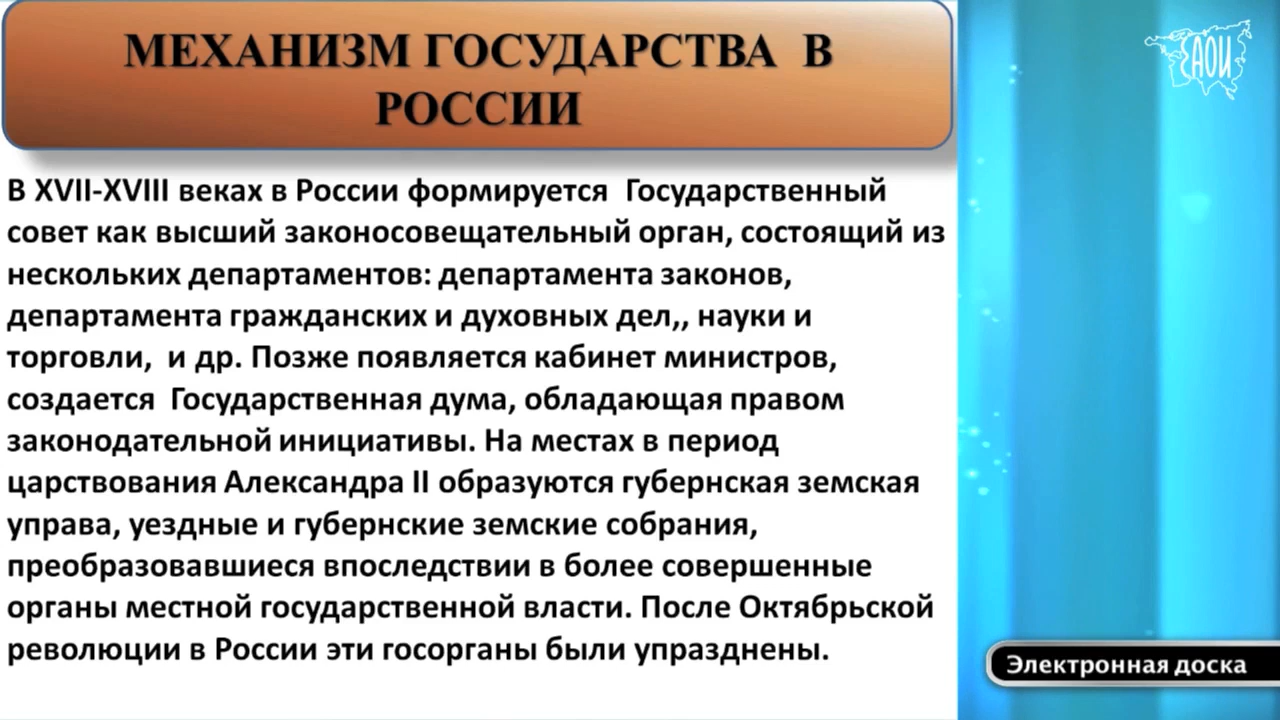 МЕХАНИЗМ ГОСУДАРСТВА В
РОССИИ
В XVII-XVIII веках в России формируется Государственный
совет как высший законосовещательный орган, состоящий из
нескольких департаментов: департамента законов,
департамента гражданских и духовных дел,, науки и
торговли, и др. Позже появляется кабинет министров,
создается Государственная дума, обладающая правом
законодательной инициативы. На местах в период
царствования Александра II образуются губернская земская
управа, уездные и губернские земские собрания,
преобразовавшиеся впоследствии в более совершенные
органы местной государственной власти. После Октябрьской
революции в России эти госорганы были упразднены.
ЕАОИ
Электронная доска